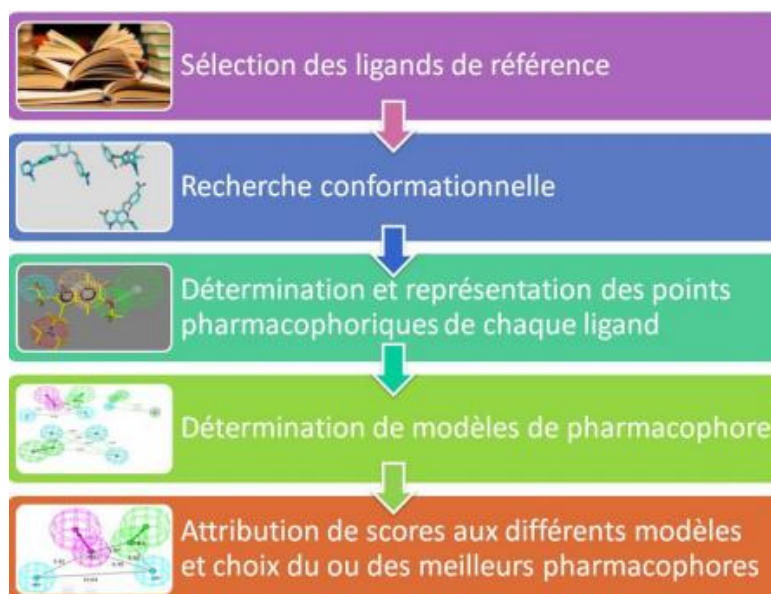 Sélection des ligands de référence
Recherche conformationnelle
Détermination et représentation des points
pharmacophoriques de chaque ligand
Détermination de modèles de pharmacophore
Attribution de scores aux différents modèles
et choix du ou des meilleurs pharmacophores